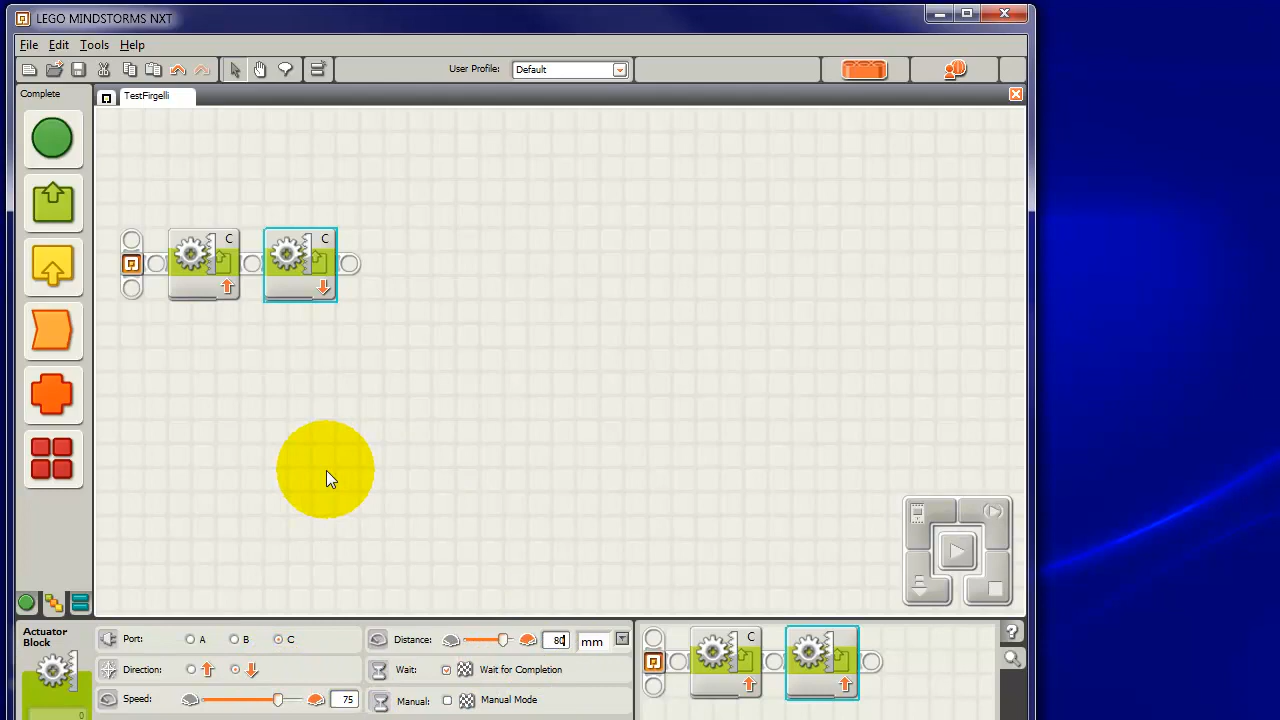 LEGO MINDSTORMS NXT
File Edit Tools Help
User Profile: Default
Complete
TestFirgelli
C C
Actuator Block
Port: A B C
Direction:
Speed: 75
Distance: 80 mm
Wait: Wait for Completion
Manual: Manual Mode
0
C
?